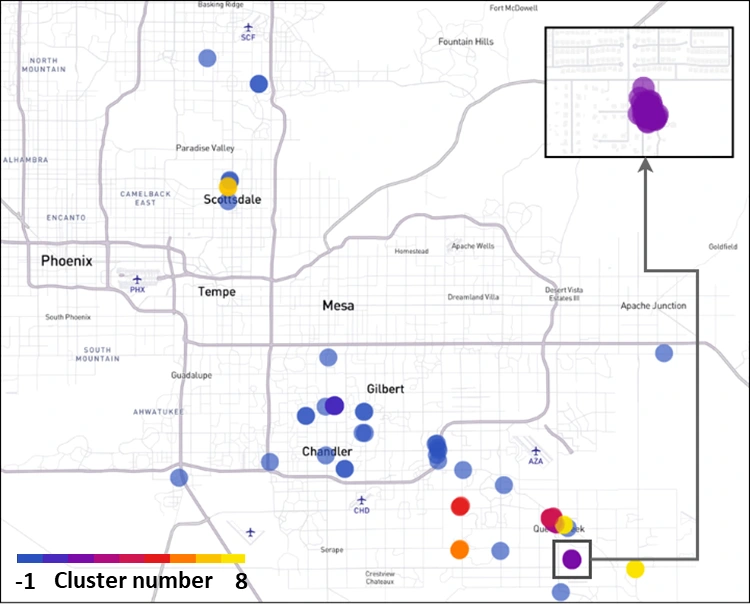 Basking Ridge
Fort McDowell
SCF
Fountain Hills
NORTH
MOUNTAIN
Paradise Valley
ALHAMBRA
CAMELBACK
EAST
Scottsdale
ENCANTO
Homestead
Apache Wells
Goldfield
Phoenix
PHX
Tempe
Mesa
Dreamland Villa
Desert Vista
Estates III
Apache Junction
South Phoenix
SOUTH
MOUNTAIN
Guadalupe
Gilbert
AHWATUKEE
Chandler
AZA
CHD
Serape
Crestview
Chateaux
-1 Cluster number 8